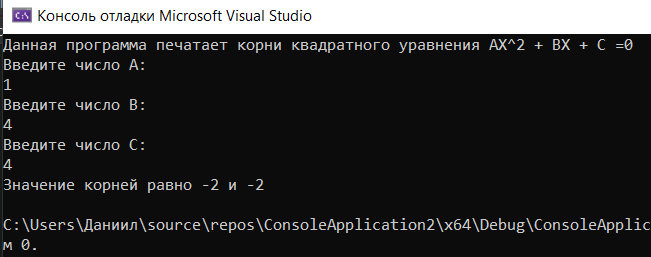 C:\ Консоль отладки Microsoft Visual Studio
Данная программа печатает корни квадратного уравнения AX^2 + BX + C =0
Введите число A:
1
Введите число B:
4
Введите число C:
4
Значение корней равно -2 и -2
C:\Users\Даниил\source\repos\ConsoleApplication2\x64\Debug\ConsoleApplic
м 0.